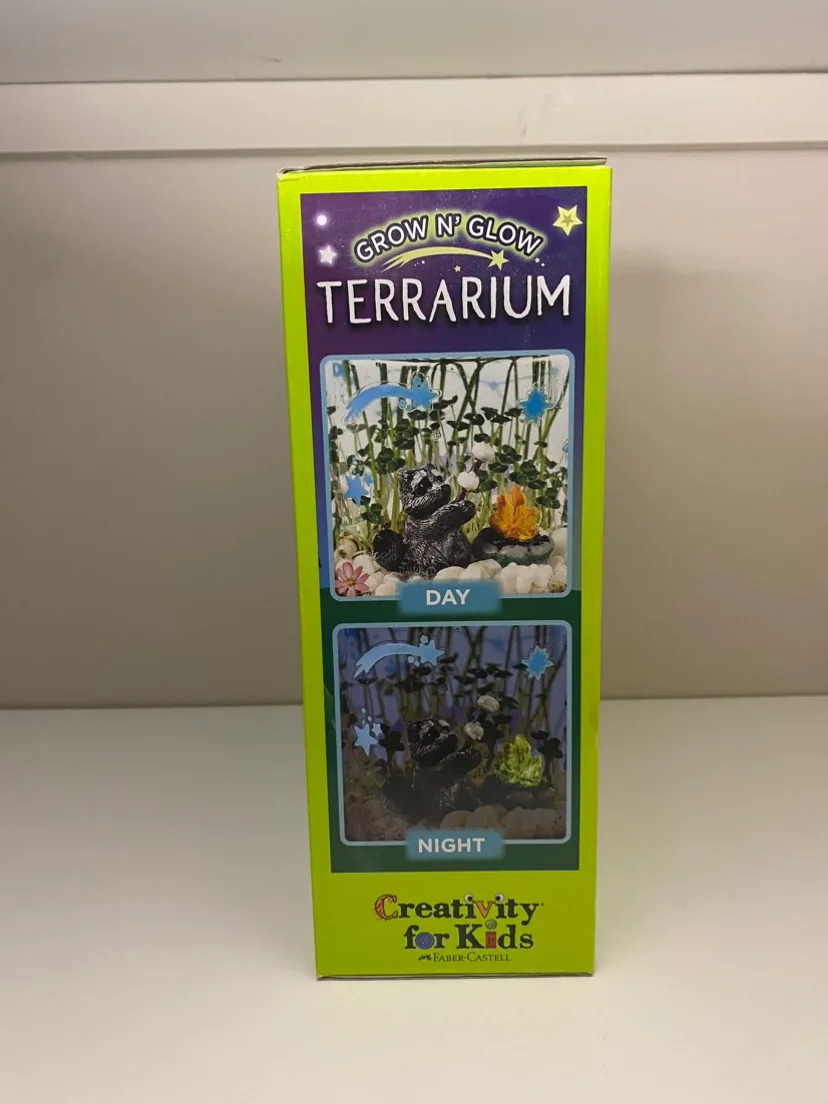 GROW N' GLOW
TERRARIUM
DAY
NIGHT
Creativity®
for Kids
FABER-CASTELL